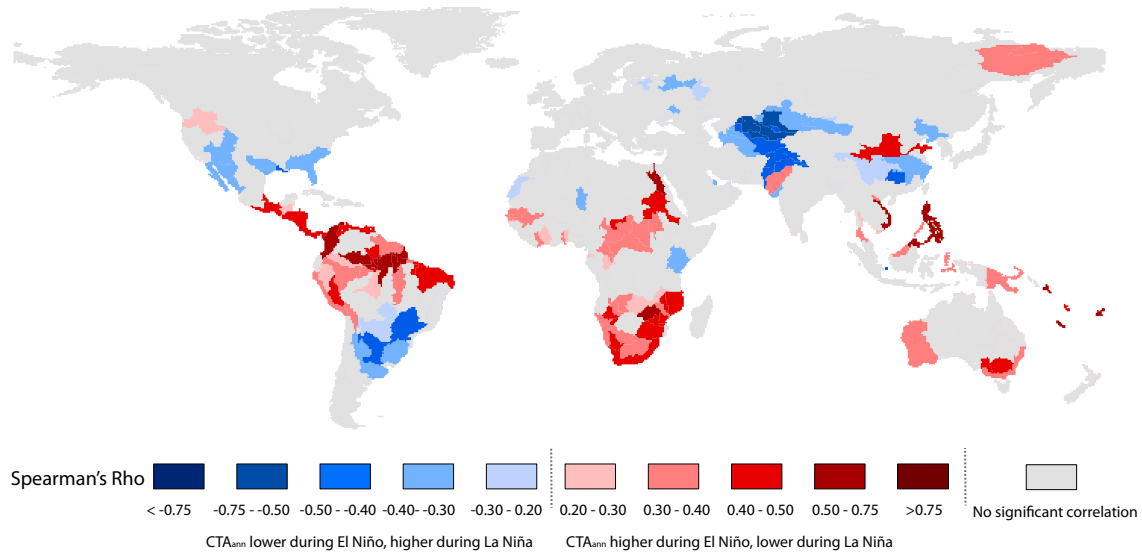 Spearman's Rho
< -0.75 -0.75 - -0.50 -0.50 - -0.40 -0.40- -0.30 -0.30 - 0.20 0.20 - 0.30 0.30 - 0.40 0.40 - 0.50 0.50 - 0.75 >0.75 No significant correlation
CTAann lower during El Niño, higher during La Niña CTAann higher during El Niño, lower during La Niña